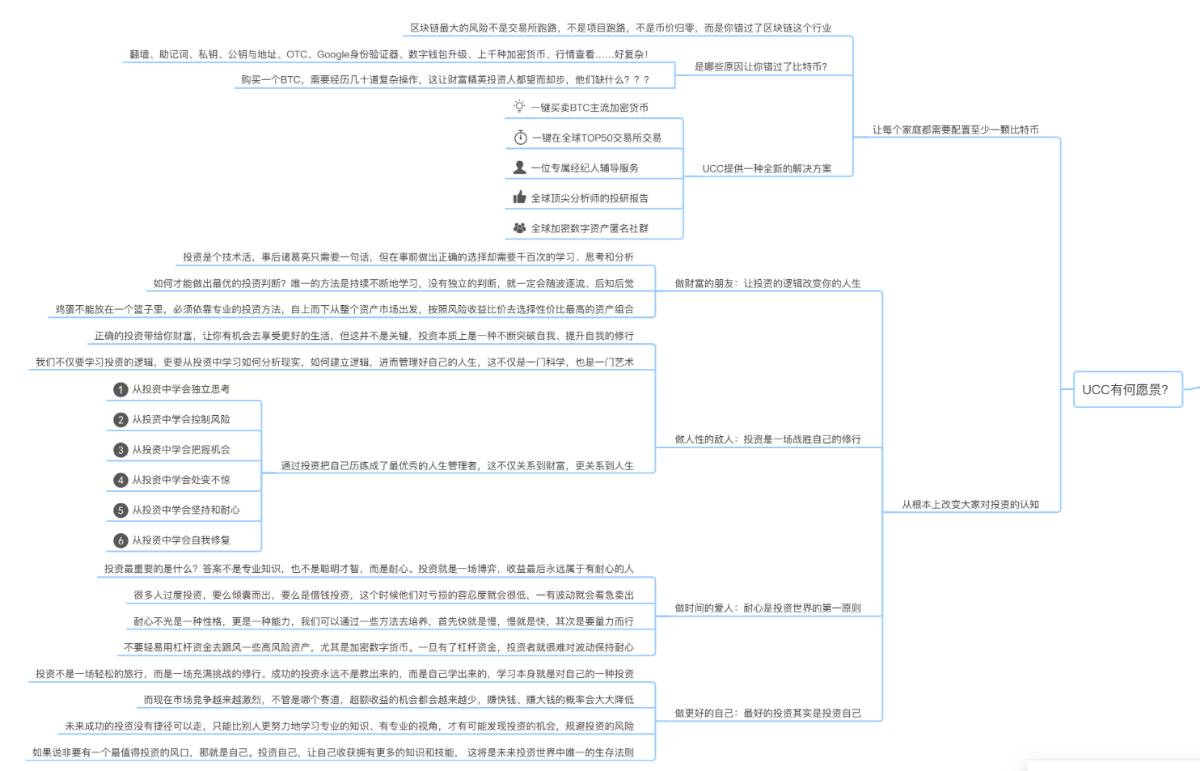 区块链最大的风险不是交易所跑路，不是项目跑路，不是币价归零，而是你错过了区块链这个行业
翻墙、助记词、私钥、公钥与地址、OTC、Google身份验证器、数字钱包升级、上千种加密货币、行情查看……好复杂！
是哪些原因让你错过了比特币？
购买一个BTC，需要经历几十道复杂操作，这让财富精英投资人都望而却步，他们缺什么？？？
一键买卖BTC主流加密货币
让每个家庭都需要配置至少一颗比特币
一键在全球TOP50交易所交易
一位专属经纪人辅导服务
UCC提供一种全新的解决方案
全球顶尖分析师的投研报告
全球加密数字资产匿名社群
投资是个技术活，事后诸葛亮只需要一句话，但在事前做出正确的选择却需要千百次的学习、思考和分析
如何才能做出最优的投资判断？唯一的方法是持续不断地学习，没有独立的判断，就一定会随波逐流、后知后觉
做财富的朋友：让投资的逻辑改变你的人生
鸡蛋不能放在一个篮子里，必须依靠专业的投资方法，自上而下从整个资产市场出发，按照风险收益比价去选择性价比最高的资产组合
正确的投资带给你财富，让你有机会去享受更好的生活，但这并不是关键，投资本质上是一种不断突破自我、提升自我的修行
我们不仅要学习投资的逻辑，更要从投资中学习如何分析现实，如何建立逻辑，进而管理好自己的人生，这不仅是一门科学，也是一门艺术
1 从投资中学会独立思考
UCC有何愿景？
2 从投资中学会控制风险
做人性的敌人：投资是一场战胜自己的修行
3 从投资中学会把握机会
通过投资把自己历练成了最优秀的人生管理者，这不仅关系到财富，更关系到人生
4 从投资中学会处变不惊
从根本上改变大家对投资的认知
5 从投资中学会坚持和耐心
6 从投资中学会自我修复
投资最重要的是什么？答案不是专业知识，也不是聪明才智，而是耐心。投资就是一场博弈，收益最后永远属于有耐心的人
很多人过度投资，要么倾囊而出，要么是借钱投资，这个时候他们对亏损的容忍度就会很低，一有波动就会着急卖出
做时间的爱人：耐心是投资世界的第一原则
耐心不光是一种性格，更是一种能力，我们可以通过一些方法去培养，首先快就是慢，慢就是快，其次是要量力而行
不要轻易用杠杆资金去跟风一些高风险资产，尤其是加密数字货币。一旦有了杠杆资金，投资者就很难对波动保持耐心
投资不是一场轻松的旅行，而是一场充满挑战的修行。成功的投资永远不是教出来的，而是自己学出来的，学习本身就是对自己的一种投资
而现在市场竞争越来越激烈，不管是哪个赛道，超额收益的机会都会越来越少，赚快钱、赚大钱的概率会大大降低
做更好的自己：最好的投资其实是投资自己
未来成功的投资没有捷径可以走，只能比别人更努力地学习专业的知识、有专业的视角，才有可能发现投资的机会，规避投资的风险
如果说非要有一个最值得投资的风口，那就是自己。投资自己，让自己收获拥有更多的知识和技能， 这将是未来投资世界中唯一的生存法则